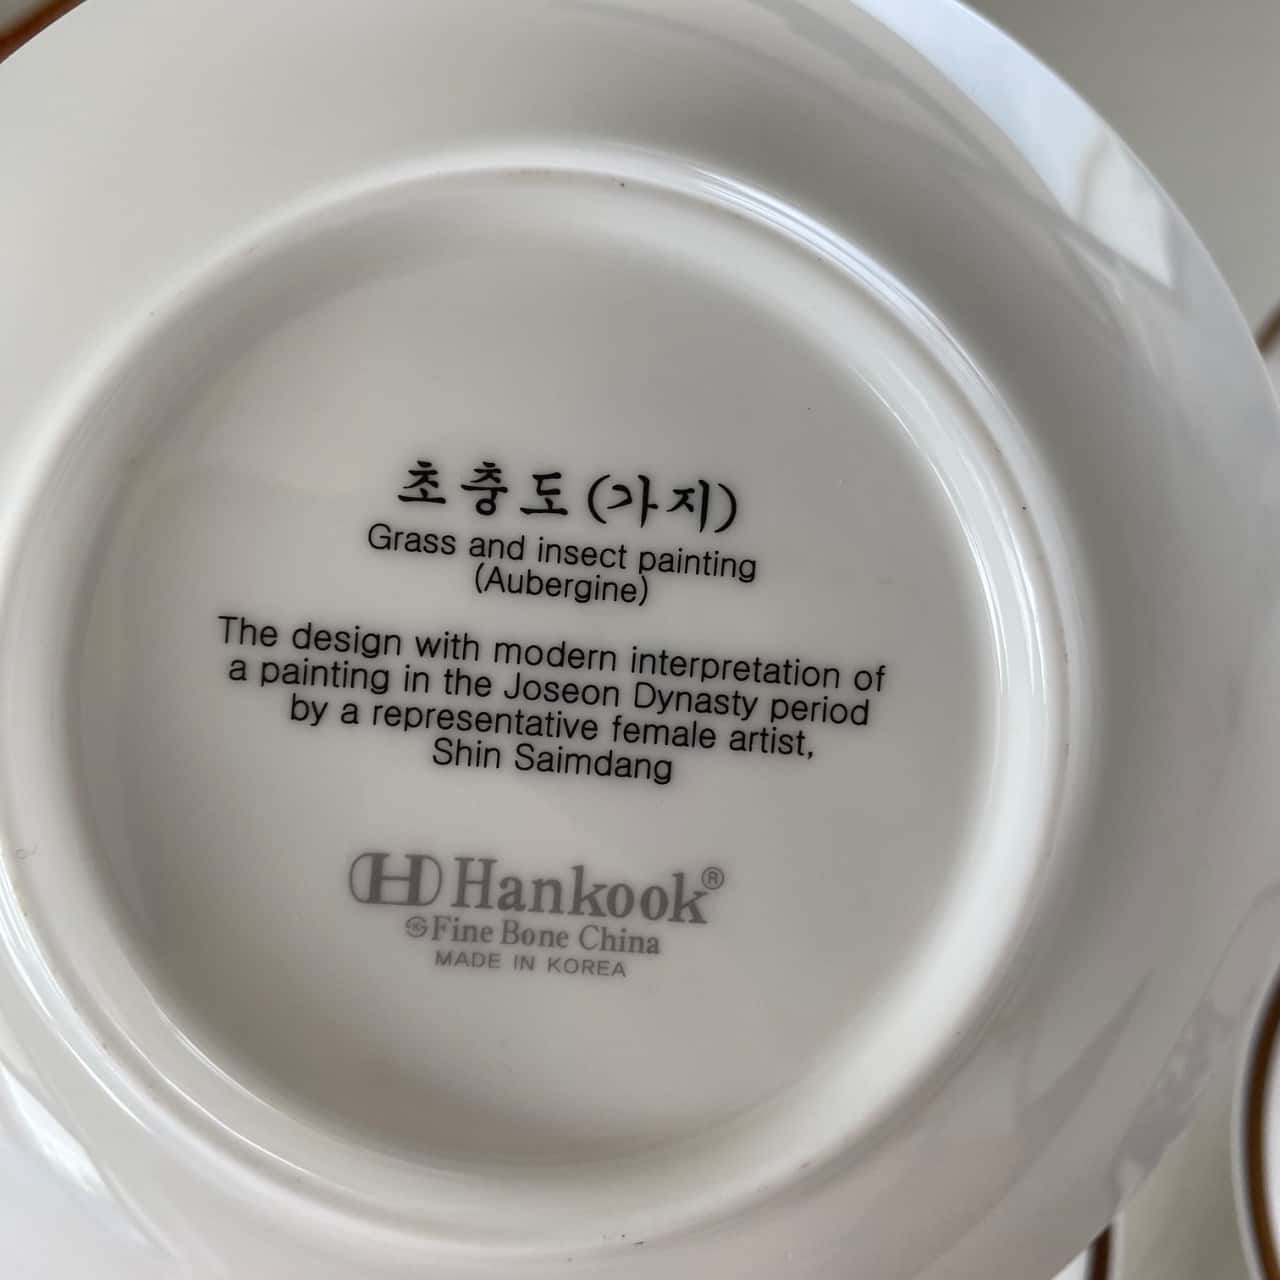 초충도(가지)
Grass and insect painting
(Aubergine)
The design with modern interpretation of
a painting in the Joseon Dynasty period
by a representative female artist,
Shin Saimdang
H Hankook®
Fine Bone China
MADE IN KOREA